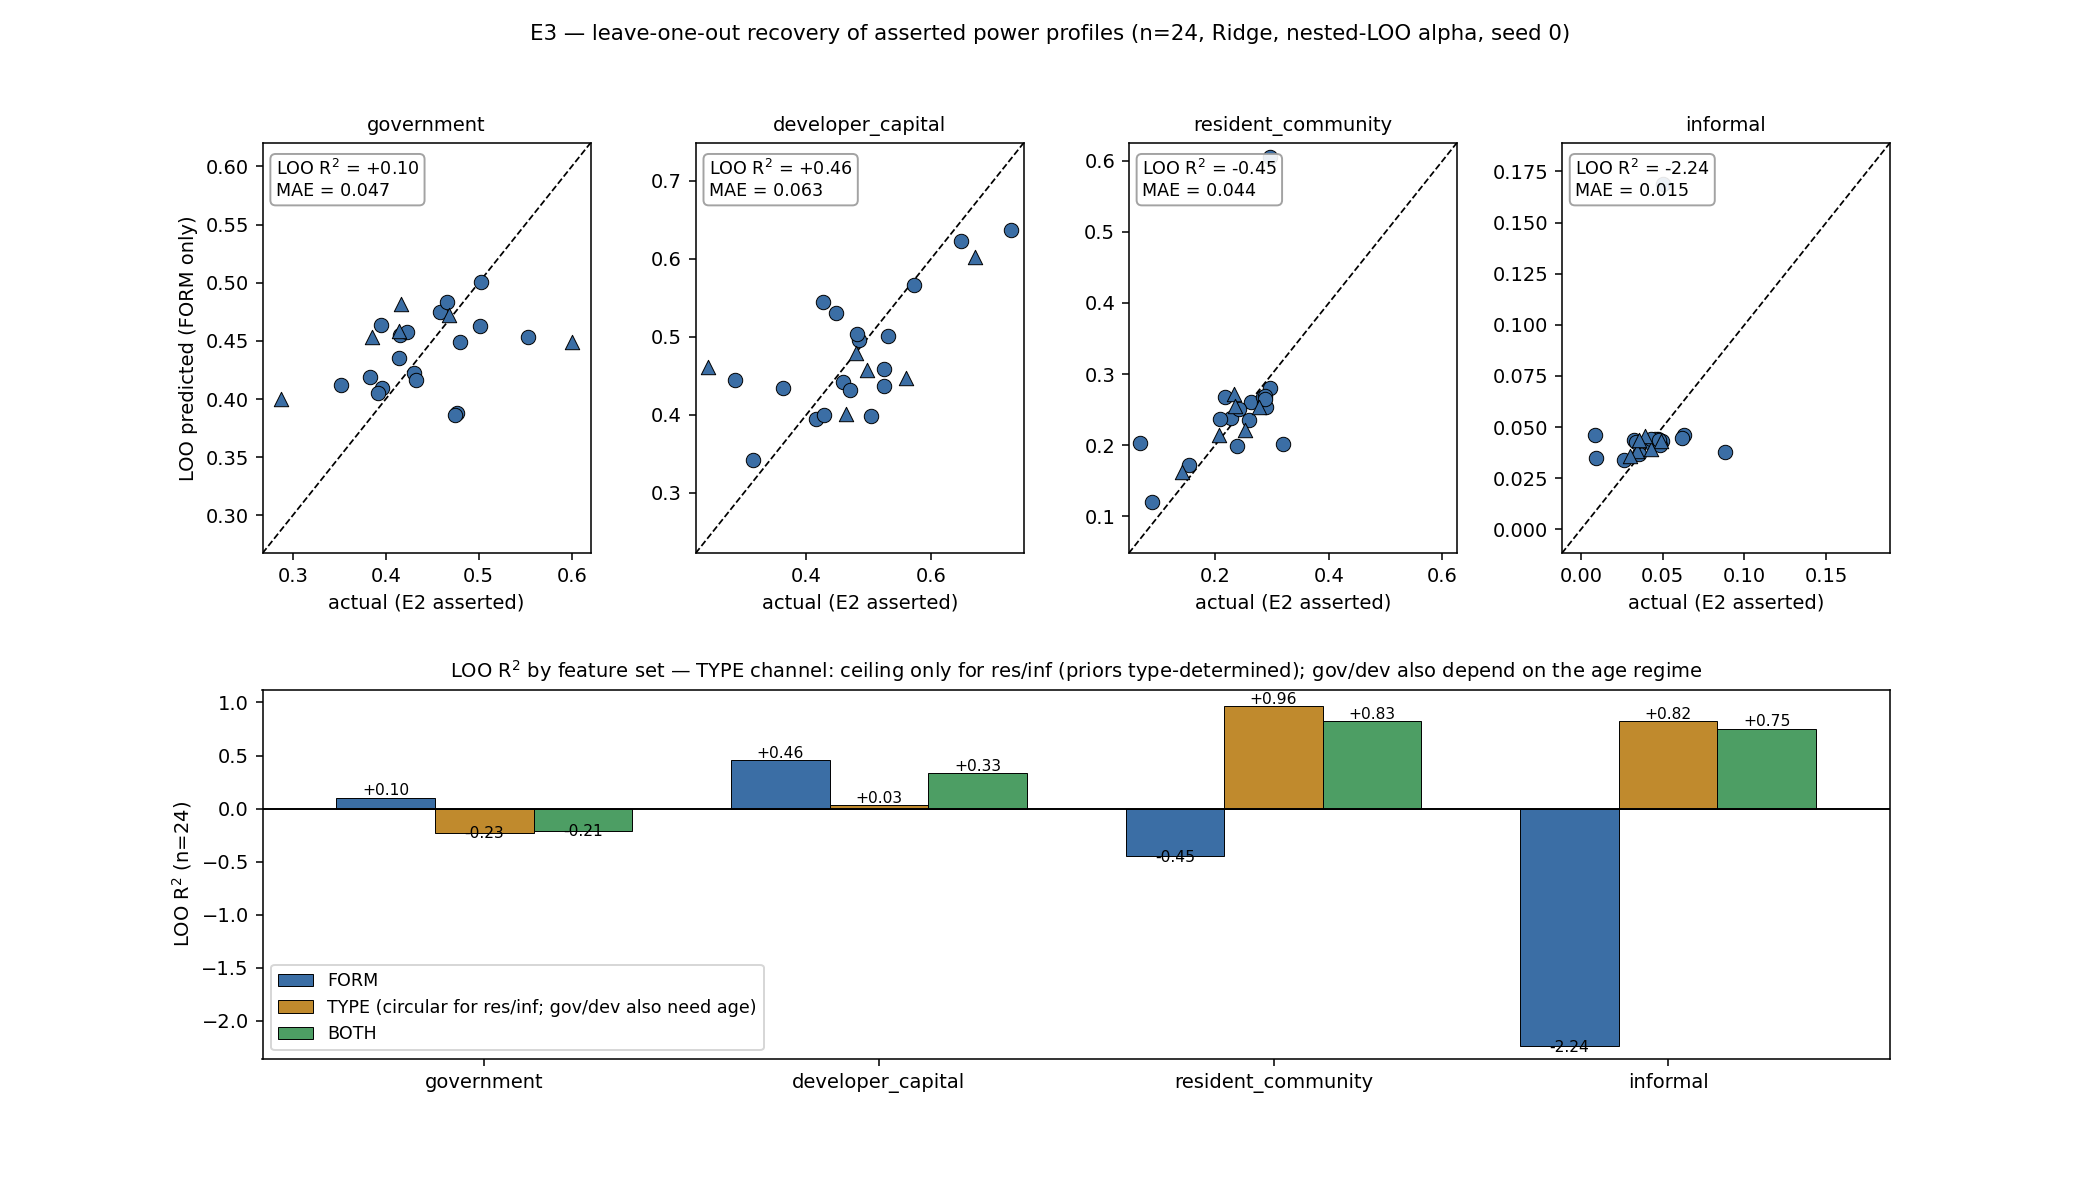 E3 — leave-one-out recovery of asserted power profiles (n=24, Ridge, nested-LOO alpha, seed 0)
government
developer_capital
resident_community
informal
LOO R² = +0.10
MAE = 0.047
LOO R² = +0.46
MAE = 0.063
LOO R² = -0.45
MAE = 0.044
LOO R² = -2.24
MAE = 0.015
LOO predicted (FORM only)
0.60
0.55
0.50
0.45
0.40
0.35
0.30
0.3 0.4 0.5 0.6
actual (E2 asserted)
0.7
0.6
0.5
0.4
0.3
0.4 0.6
actual (E2 asserted)
0.6
0.5
0.4
0.3
0.2
0.1
0.2 0.4 0.6
actual (E2 asserted)
0.175
0.150
0.125
0.100
0.075
0.050
0.025
0.000
0.00 0.05 0.10 0.15
actual (E2 asserted)
LOO R² by feature set — TYPE channel: ceiling only for res/inf (priors type-determined); gov/dev also depend on the age regime
LOO R² (n=24)
1.0
0.5
0.0
−0.5
−1.0
−1.5
−2.0
+0.10
-0.23
-0.21
+0.46
+0.03
+0.33
-0.45
+0.96
+0.83
-2.24
+0.82
+0.75
FORM
TYPE (circular for res/inf; gov/dev also need age)
BOTH
government
developer_capital
resident_community
informal